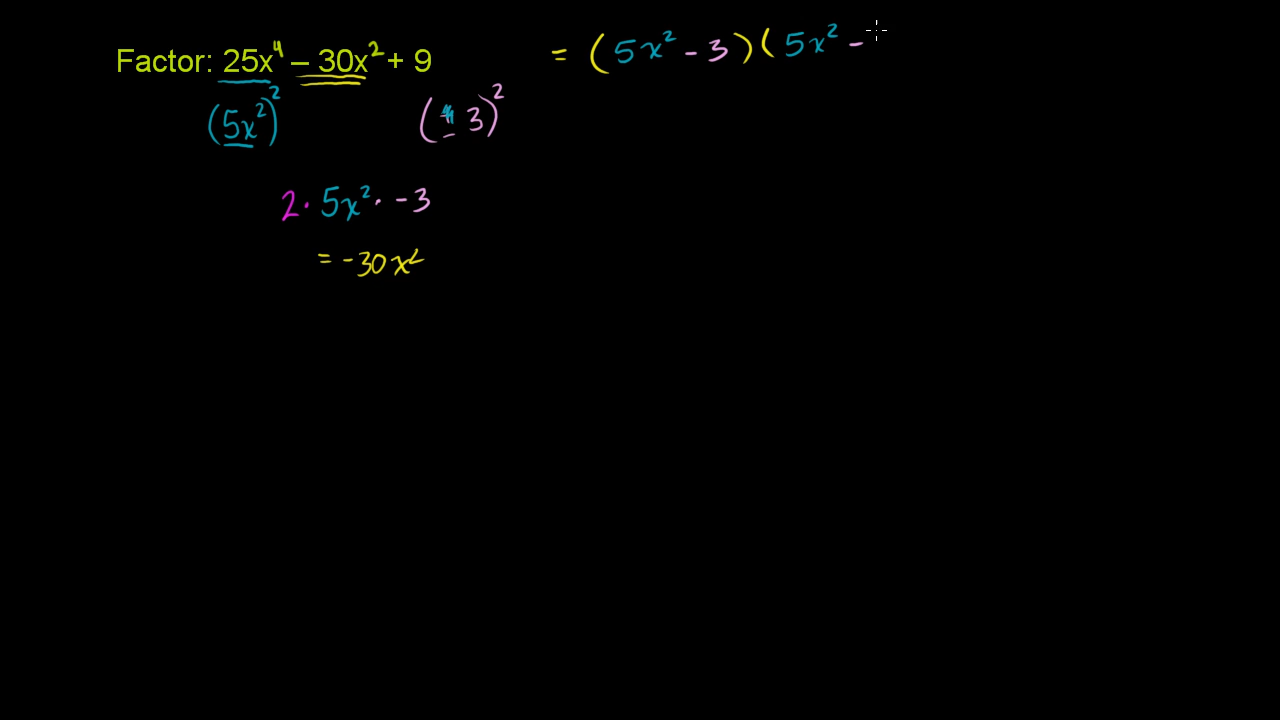 Factor: 25x⁴ – 30x² + 9 = (5x² - 3)(5x² -
(5x²)² (- 3)²
2 · 5x² · -3
= -30x²